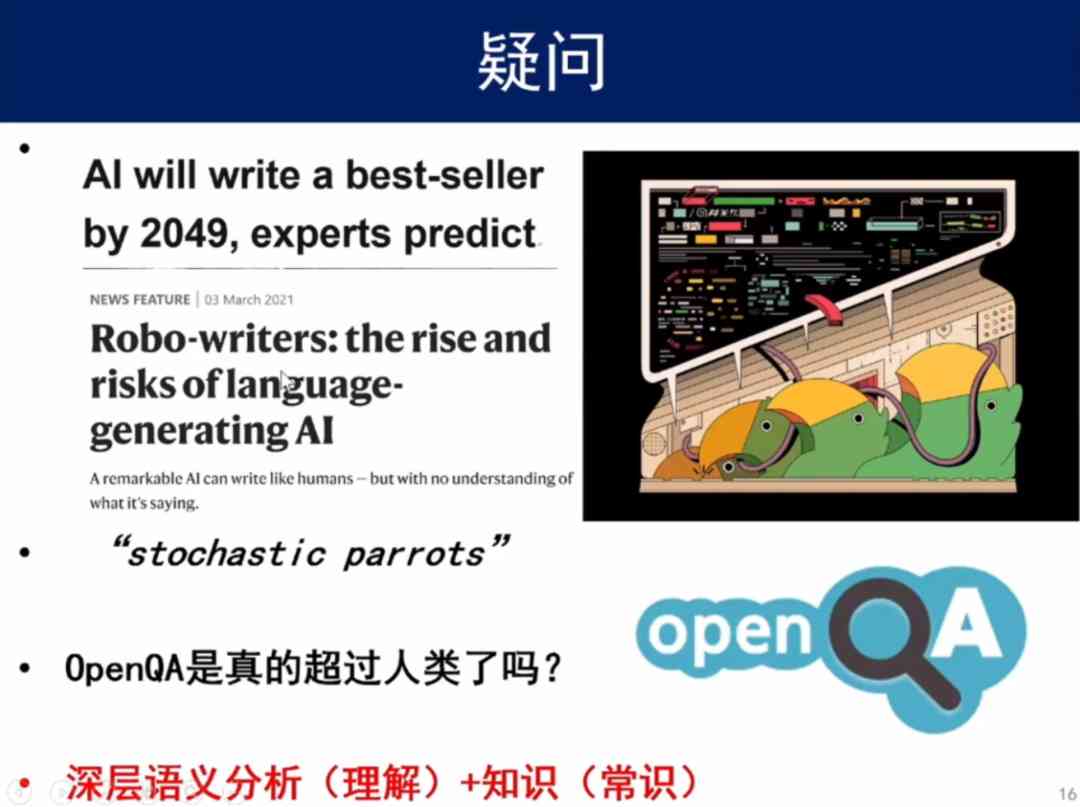 疑问
AI will write a best-seller
by 2049, experts predict.
NEWS FEATURE | 03 March 2021
Robo-writers: the rise and
risks of language-
generating AI
A remarkable AI can write like humans — but with no understanding of
what it's saying.
“stochastic parrots”
openQA
OpenQA是真的超过人类了吗？
深层语义分析（理解）+知识（常识）
16